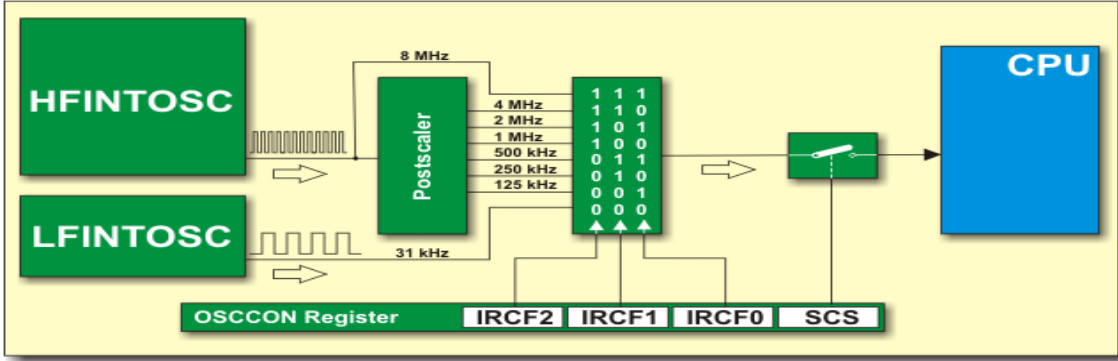 HFINTOSC
LFINTOSC
8 MHz
Postscaler
4 MHz
2 MHz
1 MHz
500 kHz
250 kHz
125 kHz
31 kHz
1 1 1
1 1 0
1 0 1
1 0 0
0 1 1
0 1 0
0 0 1
0 0 0
CPU
OSCCON Register IRCF2 IRCF1 IRCF0 SCS